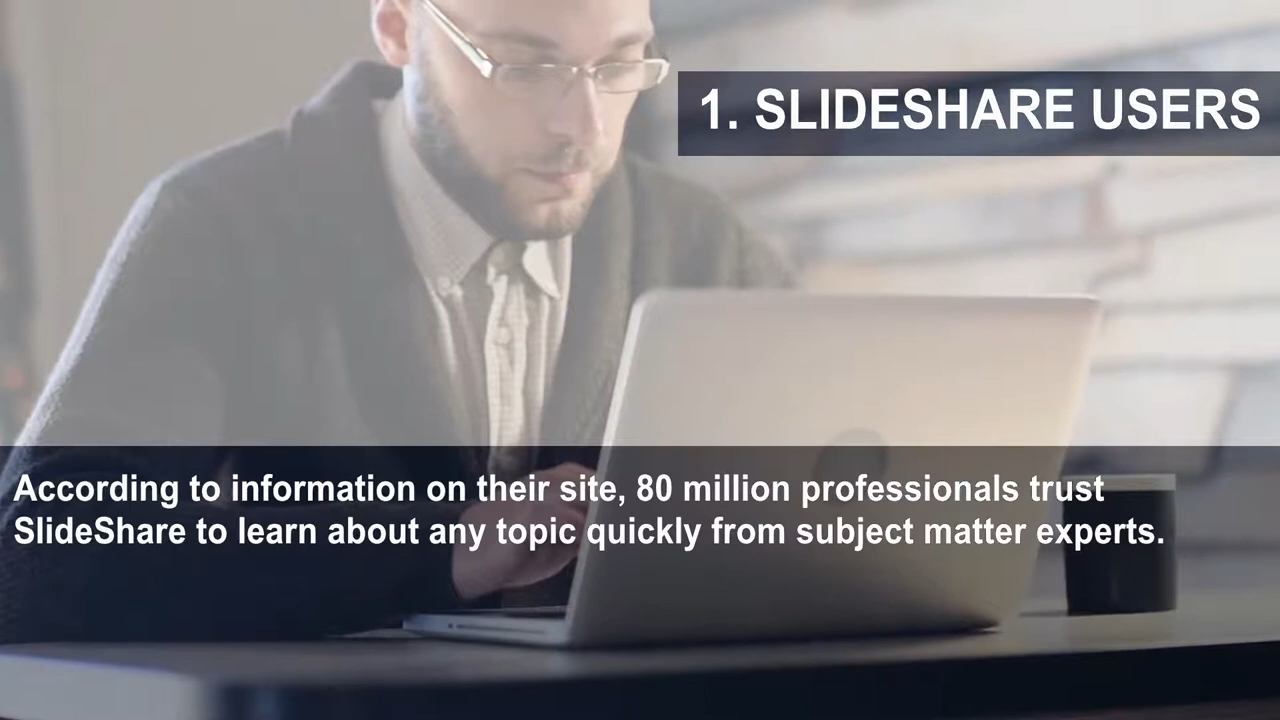 1. SLIDESHARE USERS
According to information on their site, 80 million professionals trust
SlideShare to learn about any topic quickly from subject matter experts.